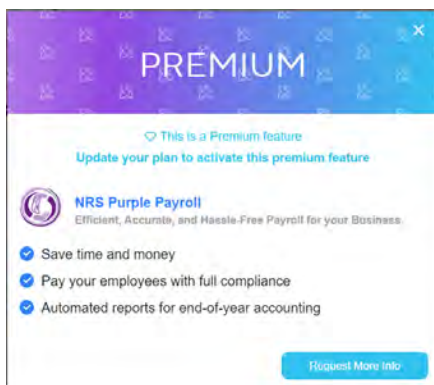 PREMIUM
This is a Premium feature
Update your plan to activate this premium feature
NRS Purple Payroll
Efficient, Accurate, and Hassle-Free Payroll for your Business.
Save time and money
Pay your employees with full compliance
Automated reports for end-of-year accounting
Request More Info